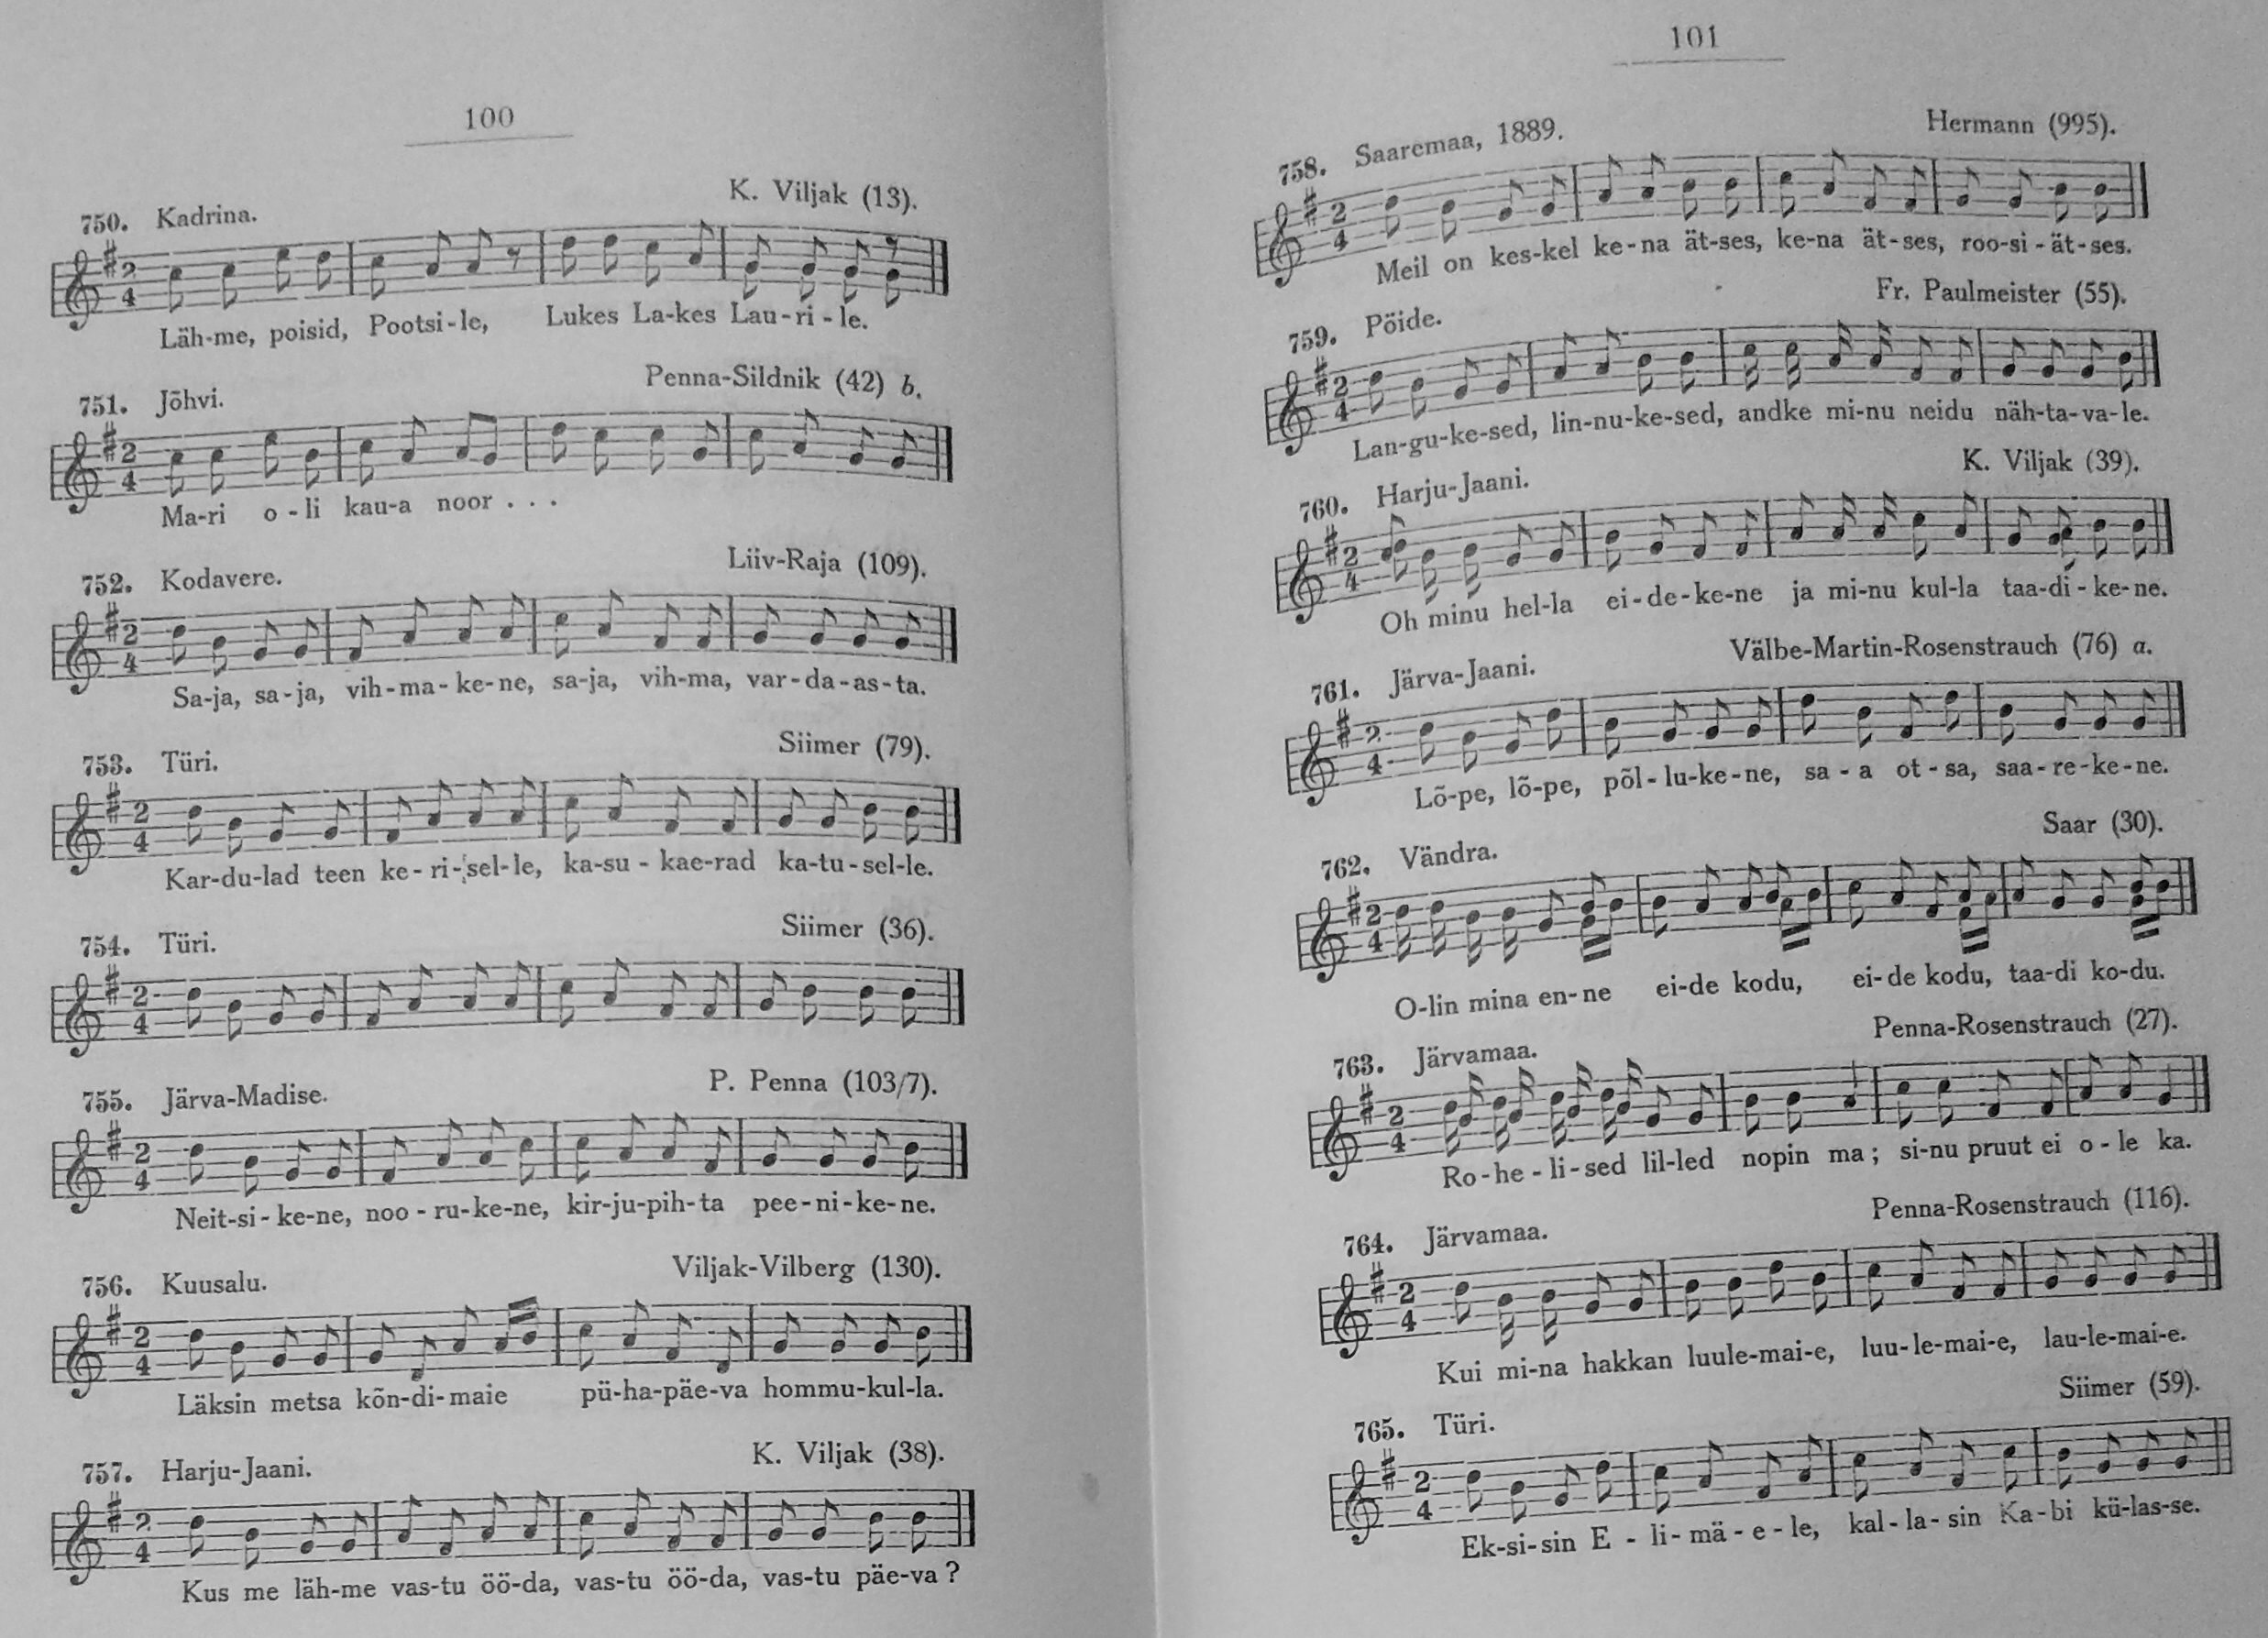 100
750. Kadrina. K. Viljak (13).
2
4
Läh-me, poisid, Pootsi-le, Lukes La-kes Lau-ri-le.
751. Jõhvi. Penna-Sildnik (42) b.
2
4
Ma-ri o-li kau-a noor . . .
752. Kodavere. Liiv-Raja (109).
2
4
Sa-ja, sa-ja, vih-ma-ke-ne, sa-ja, vih-ma, var-da-as-ta.
753. Türi. Siimer (79).
2
4
Kar-du-lad teen ke-ri-sel-le, ka-su-kae-rad ka-tu-sel-le.
754. Türi. Siimer (36).
2
4
755. Järva-Madise. P. Penna (103/7).
2
4
Neit-si-ke-ne, noo-ru-ke-ne, kir-ju-pih-ta pee-ni-ke-ne.
756. Kuusalu. Viljak-Vilberg (130).
2
4
Läksin metsa kõn-di-maie pü-ha-päe-va hommu-kul-la.
757. Harju-Jaani. K. Viljak (38).
2
4
Kus me läh-me vas-tu öö-da, vas-tu öö-da, vas-tu päe-va?
101
758. Saaremaa, 1889. Hermann (995).
2
4
Meil on kes-kel ke-na ät-ses, ke-na ät-ses, roo-si-ät-ses.
759. Pöide. Fr. Paulmeister (55).
2
4
Lan-gu-ke-sed, lin-nu-ke-sed, andke mi-nu neidu näh-ta-va-le.
760. Harju-Jaani. K. Viljak (39).
2
4
Oh minu hel-la ei-de-ke-ne ja mi-nu kul-la taa-di-ke-ne.
761. Järva-Jaani. Välbe-Martin-Rosenstrauch (76) a.
2
4
Lõ-pe, lõ-pe, põl-lu-ke-ne, sa-a ot-sa, saa-re-ke-ne.
762. Vändra. Saar (30).
2
4
O-lin mina en-ne ei-de kodu, ei-de kodu, taa-di ko-du.
763. Järvamaa. Penna-Rosenstrauch (27).
2
4
Ro-he-li-sed lil-led nopin ma; si-nu pruut ei o-le ka.
764. Järvamaa. Penna-Rosenstrauch (116).
2
4
Kui mi-na hakkan luule-mai-e, luu-le-mai-e, lau-le-mai-e.
765. Türi. Siimer (59).
2
4
Ek-si-sin E-li-mä-e-le, kal-la-sin Ka-bi kü-las-se.